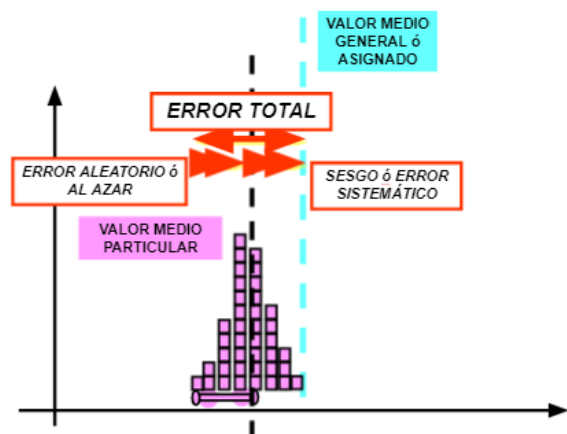 VALOR MEDIO
GENERAL ó
ASIGNADO
ERROR TOTAL
ERROR ALEATORIO ó
AL AZAR
SESGO ó ERROR
SISTEMÁTICO
VALOR MEDIO
PARTICULAR